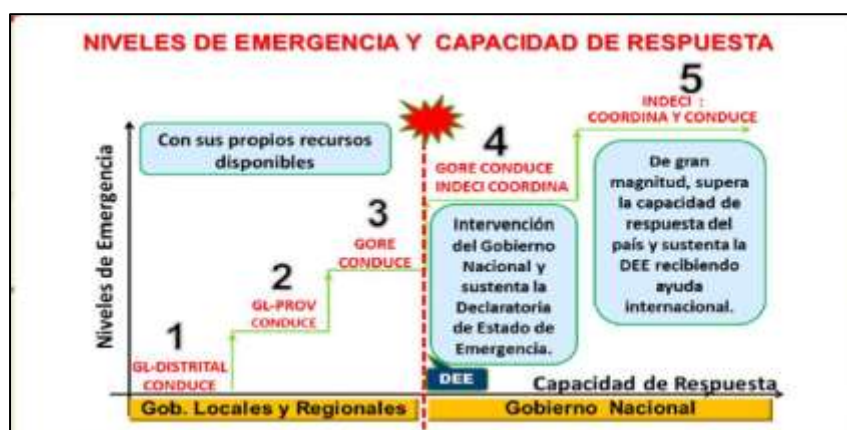 NIVELES DE EMERGENCIA Y CAPACIDAD DE RESPUESTA
Niveles de Emergencia
Con sus propios recursos
disponibles
1
GL-DISTRITAL
CONDUCE
2
GL-PROV
CONDUCE
3
GORE
CONDUCE
4
GORE CONDUCE
INDECI COORDINA
Intervención
del Gobierno
Nacional y
sustenta la
Declaratoria
de Estado de
Emergencia.
DEE
5
INDECI :
COORDINA Y CONDUCE
De gran
magnitud, supera
la capacidad de
respuesta del
país y sustenta la
DEE recibiendo
ayuda
internacional.
Capacidad de Respuesta
Gob. Locales y Regionales
Gobierno Nacional